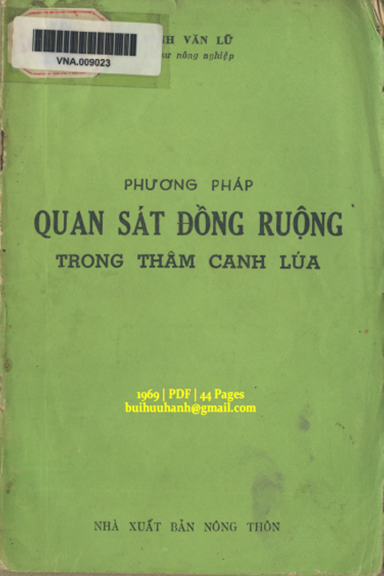 VNA.009023
VĂN LŨ
nông nghiệp
PHƯƠNG PHÁP
QUAN SÁT ĐỒNG RUỘNG
TRONG THÂM CANH LÚA
1969 | PDF | 44 Pages
buihuuhanh@gmail.com
NHÀ XUẤT BẢN NÔNG THÔN